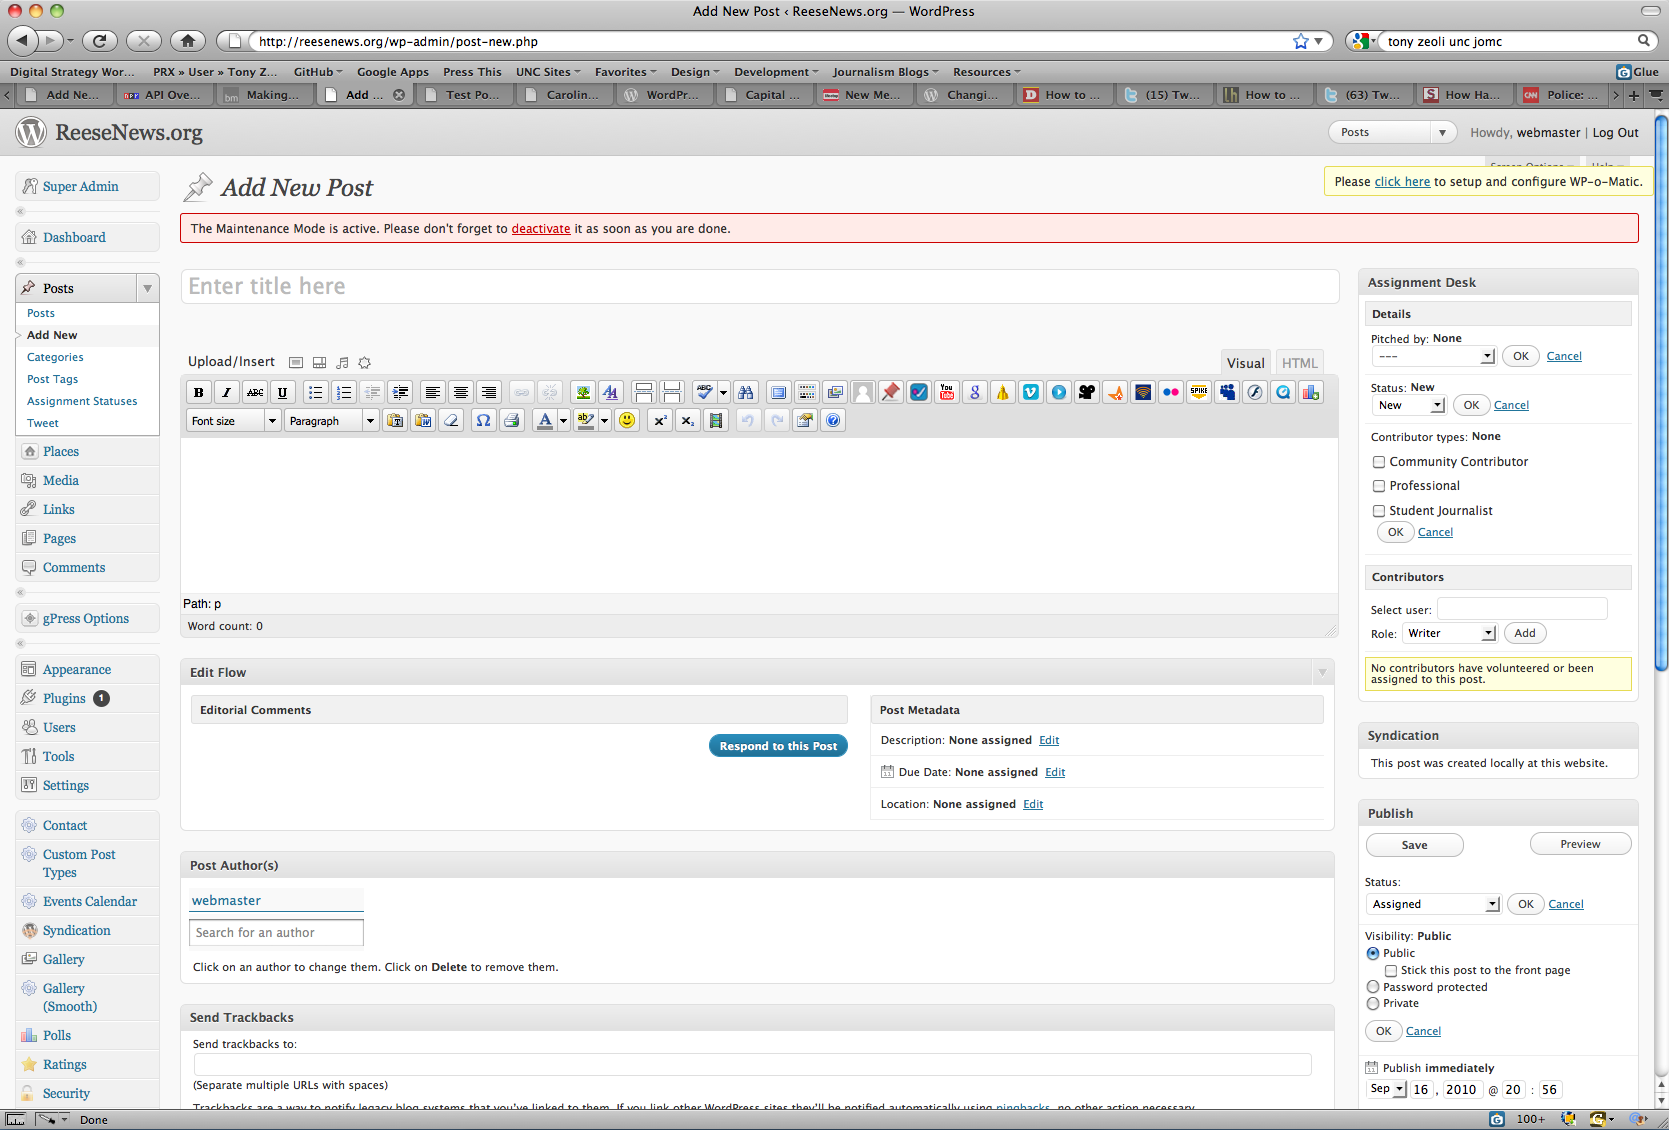 Add New Post ‹ ReeseNews.org — WordPress
http://reesenews.org/wp-admin/post-new.php
tony zeoli unc jomc
Digital Strategy Wor... PRX » User » Tony Z... GitHub Google Apps Press This UNC Sites Favorites Design Development Journalism Blogs Resources Glue
Add Ne... API Ove... Making... Add ... Test Po... Carolin... WordPr... Capital ... New Me... Changi... How to ... (15) Tw... How to ... (63) Tw... How Ha... Police: ...
ReeseNews.org
Posts
Howdy, webmaster | Log Out
Please click here to setup and configure WP-o-Matic.
Super Admin
Dashboard
Posts
Posts
Add New
Categories
Post Tags
Assignment Statuses
Tweet
Places
Media
Links
Pages
Comments
gPress Options
Appearance
Plugins 1
Users
Tools
Settings
Contact
Custom Post
Types
Events Calendar
Syndication
Gallery
Gallery
(Smooth)
Polls
Ratings
Security
Add New Post
The Maintenance Mode is active. Please don't forget to deactivate it as soon as you are done.
Enter title here
Upload/Insert
Visual HTML
Font size Paragraph
Path: p
Word count: 0
Edit Flow
Editorial Comments
Respond to this Post
Post Metadata
Description: None assigned Edit
Due Date: None assigned Edit
Location: None assigned Edit
Post Author(s)
webmaster
Search for an author
Click on an author to change them. Click on Delete to remove them.
Send Trackbacks
Send trackbacks to:
(Separate multiple URLs with spaces)
Trackbacks are a way to notify legacy blog systems that you've linked to them. If you link other WordPress sites they'll be notified automatically using pingbacks, no other action necessary.
Assignment Desk
Details
Pitched by: None
--- OK Cancel
Status: New
New OK Cancel
Contributor types: None
Community Contributor
Professional
Student Journalist
OK Cancel
Contributors
Select user:
Role: Writer Add
No contributors have volunteered or been
assigned to this post.
Syndication
This post was created locally at this website.
Publish
Save Preview
Status:
Assigned OK Cancel
Visibility: Public
Public
Stick this post to the front page
Password protected
Private
OK Cancel
Publish immediately
Sep 16 , 2010 @ 20 : 56
Done
100+